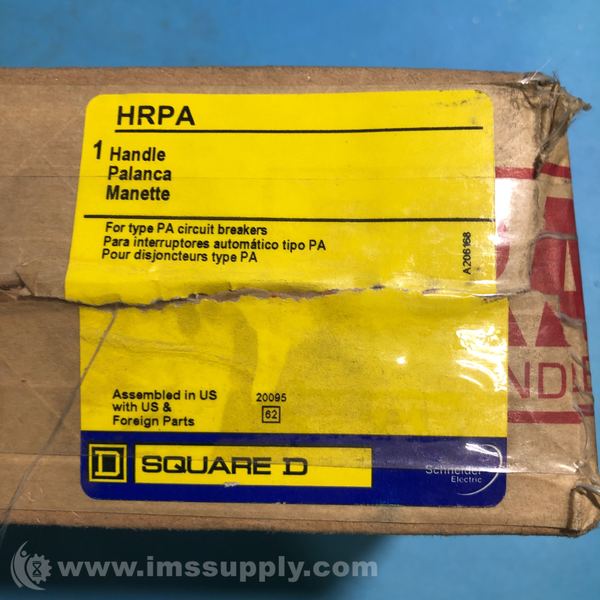 HRPA
1 Handle
Palanca
Manette
For type PA circuit breakers
Para interruptores automático tipo PA
Pour disjoncteurs type PA
A206168
Assembled in US
with US &
Foreign Parts
20095
62
SQUARE D
Schneider
Electric
www.imssupply.com